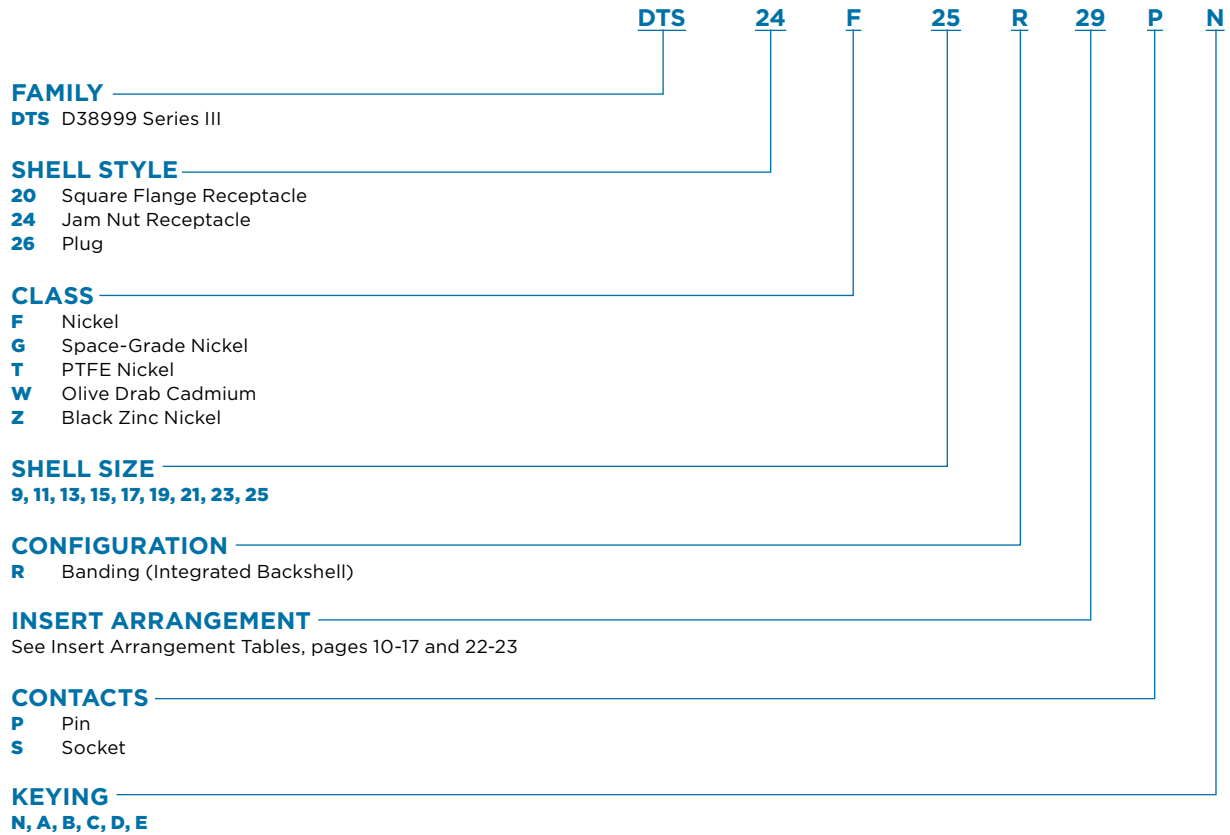 DTS 24 F 25 R 29 P N
FAMILY
DTS D38999 Series III
SHELL STYLE
20 Square Flange Receptacle
24 Jam Nut Receptacle
26 Plug
CLASS
F Nickel
G Space-Grade Nickel
T PTFE Nickel
W Olive Drab Cadmium
Z Black Zinc Nickel
SHELL SIZE
9, 11, 13, 15, 17, 19, 21, 23, 25
CONFIGURATION
R Banding (Integrated Backshell)
INSERT ARRANGEMENT
See Insert Arrangement Tables, pages 10-17 and 22-23
CONTACTS
P Pin
S Socket
KEYING
N, A, B, C, D, E